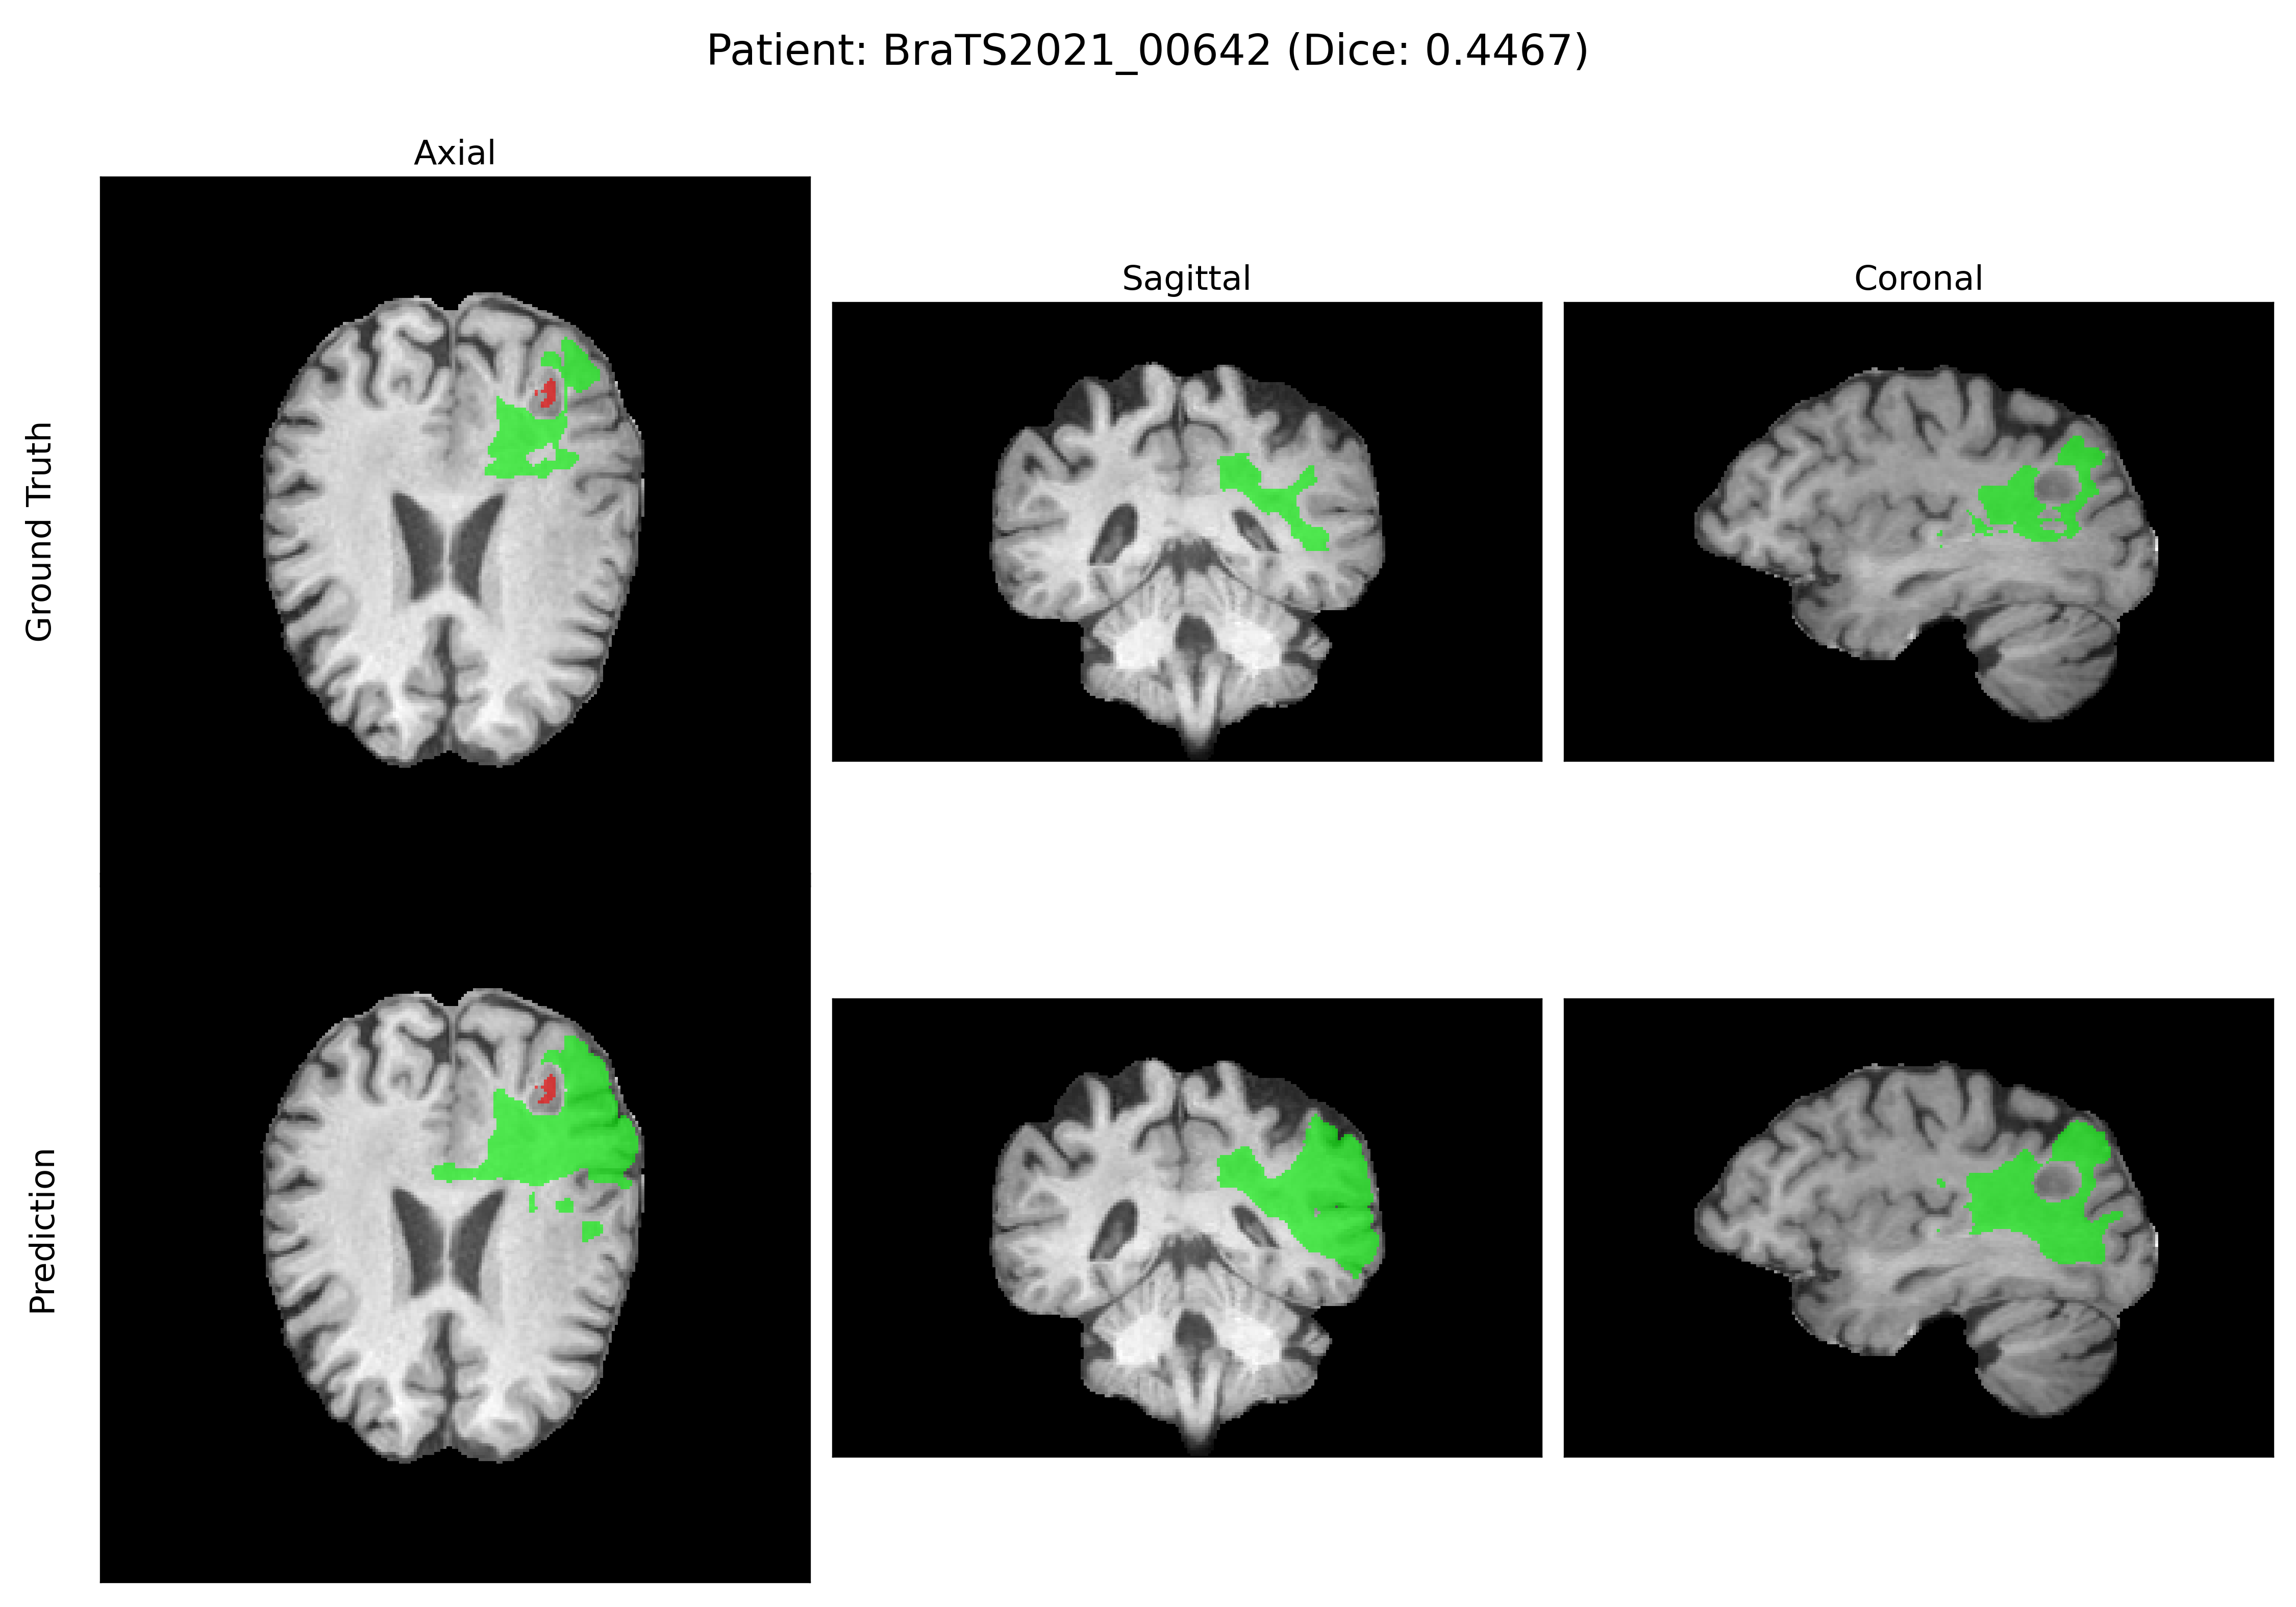 Patient: BraTS2021_00642 (Dice: 0.4467)
Axial
Sagittal
Coronal
Ground Truth
Prediction